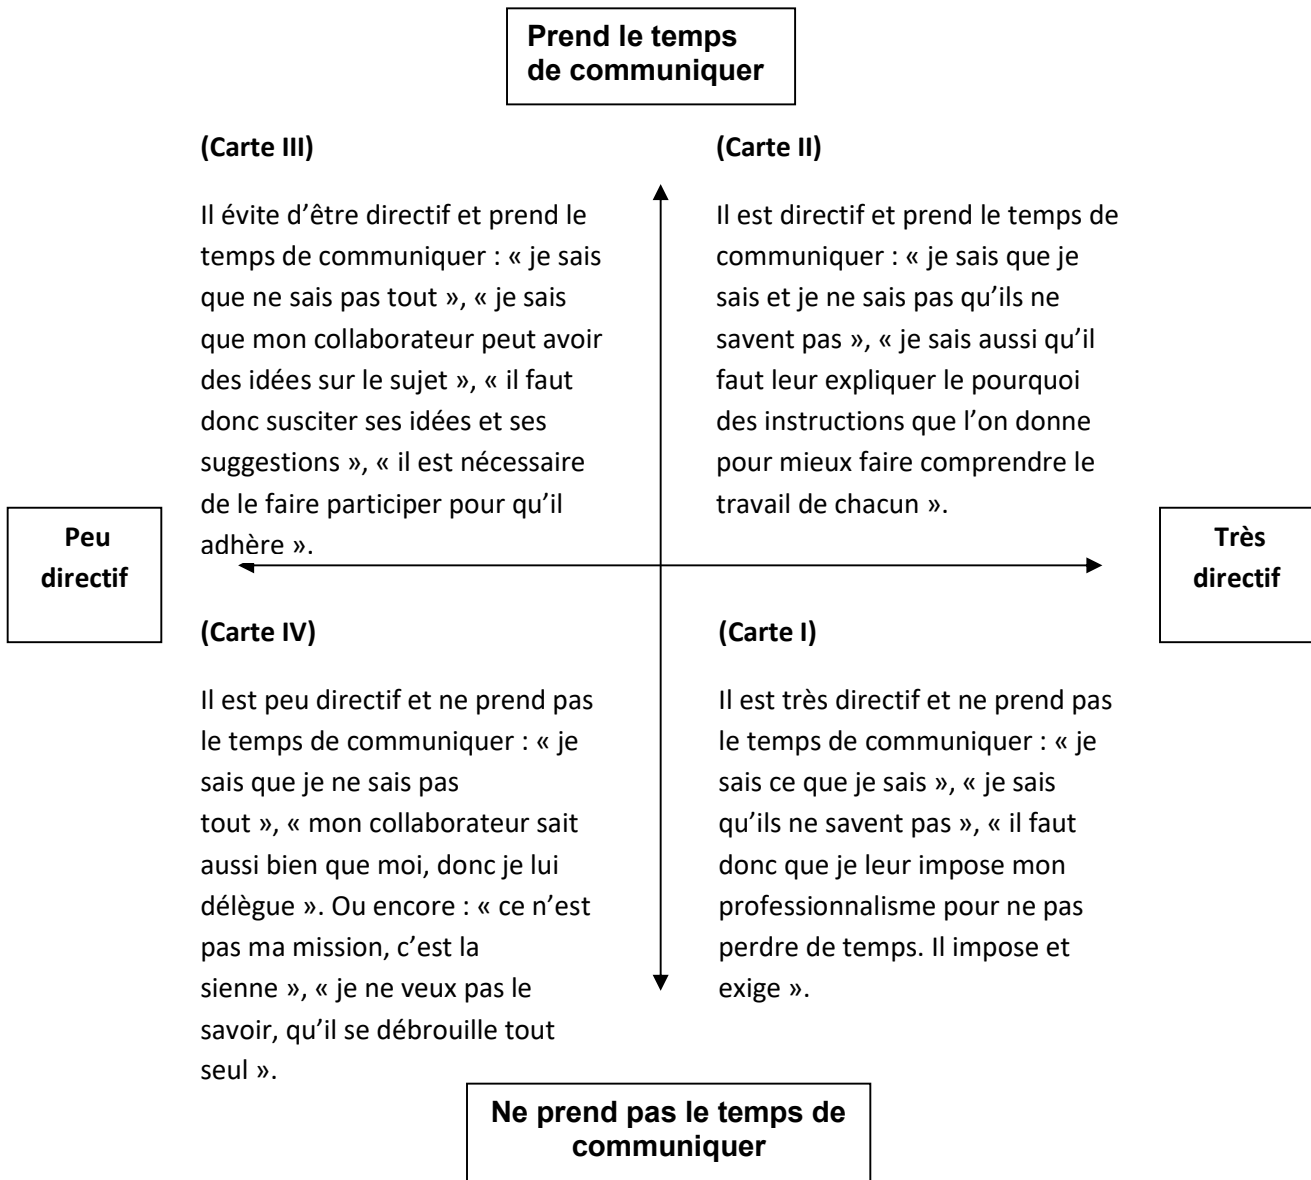 Prend le temps
de communiquer
(Carte III)
Il évite d’être directif et prend le
temps de communiquer : « je sais
que ne sais pas tout », « je sais
que mon collaborateur peut avoir
des idées sur le sujet », « il faut
donc susciter ses idées et ses
suggestions », « il est nécessaire
de le faire participer pour qu’il
adhère ».
(Carte II)
Il est directif et prend le temps de
communiquer : « je sais que je
sais et je ne sais pas qu’ils ne
savent pas », « je sais aussi qu’il
faut leur expliquer le pourquoi
des instructions que l’on donne
pour mieux faire comprendre le
travail de chacun ».
Peu
directif
Très
directif
(Carte IV)
Il est peu directif et ne prend pas
le temps de communiquer : « je
sais que je ne sais pas
tout », « mon collaborateur sait
aussi bien que moi, donc je lui
délègue ». Ou encore : « ce n’est
pas ma mission, c’est la
sienne », « je ne veux pas le
savoir, qu’il se débrouille tout
seul ».
(Carte I)
Il est très directif et ne prend pas
le temps de communiquer : « je
sais ce que je sais », « je sais
qu’ils ne savent pas », « il faut
donc que je leur impose mon
professionnalisme pour ne pas
perdre de temps. Il impose et
exige ».
Ne prend pas le temps de
communiquer